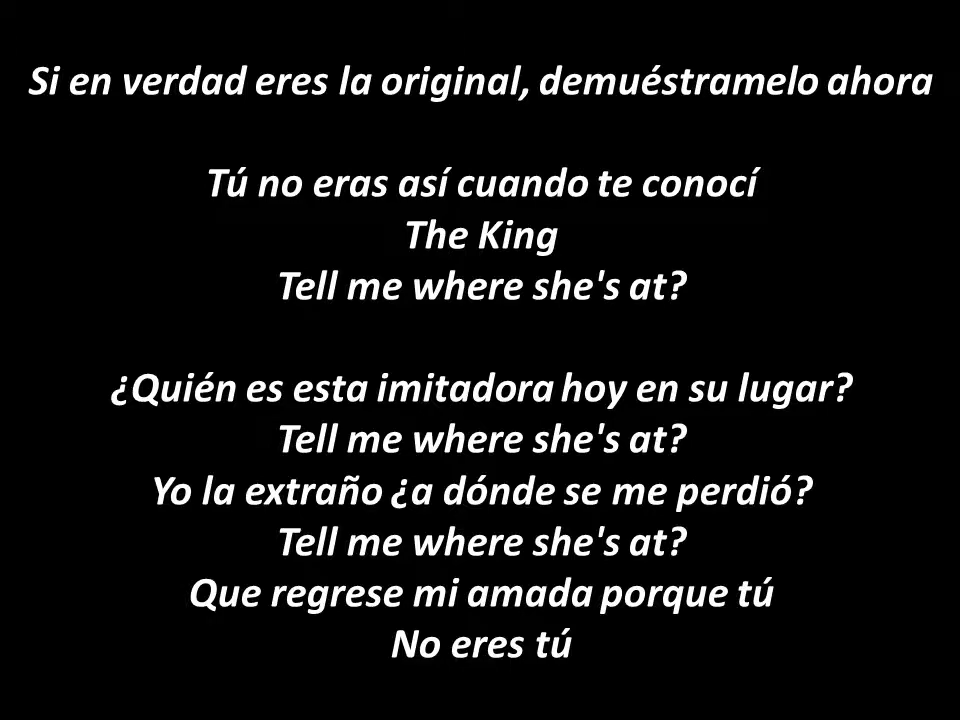 Si en verdad eres la original, demuéstramelo ahora
Tú no eras así cuando te conocí
The King
Tell me where she's at?
¿Quién es esta imitadora hoy en su lugar?
Tell me where she's at?
Yo la extraño ¿a dónde se me perdió?
Tell me where she's at?
Que regrese mi amada porque tú
No eres tú